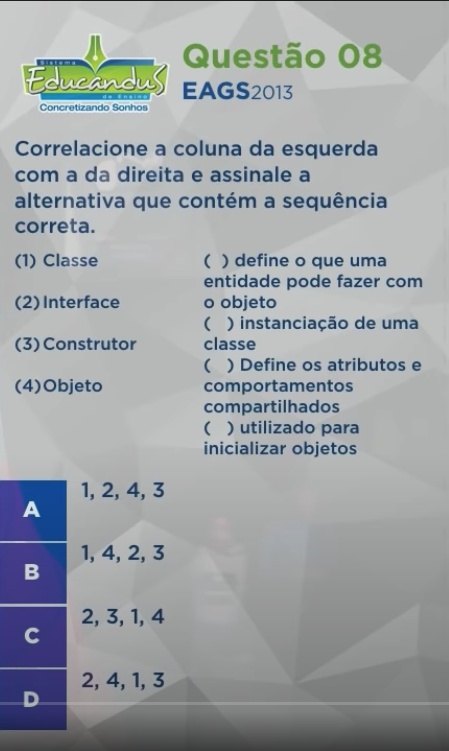 Sistema
Educandus
de Ensino
Concretizando Sonhos
Questão 08
EAGS2013
Correlacione a coluna da esquerda
com a da direita e assinale a
alternativa que contém a sequência
correta.
(1) Classe
(2) Interface
(3) Construtor
(4) Objeto
( ) define o que uma
entidade pode fazer com
o objeto
( ) instanciação de uma
classe
( ) Define os atributos e
comportamentos
compartilhados
( ) utilizado para
inicializar objetos
A
1, 2, 4, 3
B
1, 4, 2, 3
C
2, 3, 1, 4
D
2, 4, 1, 3